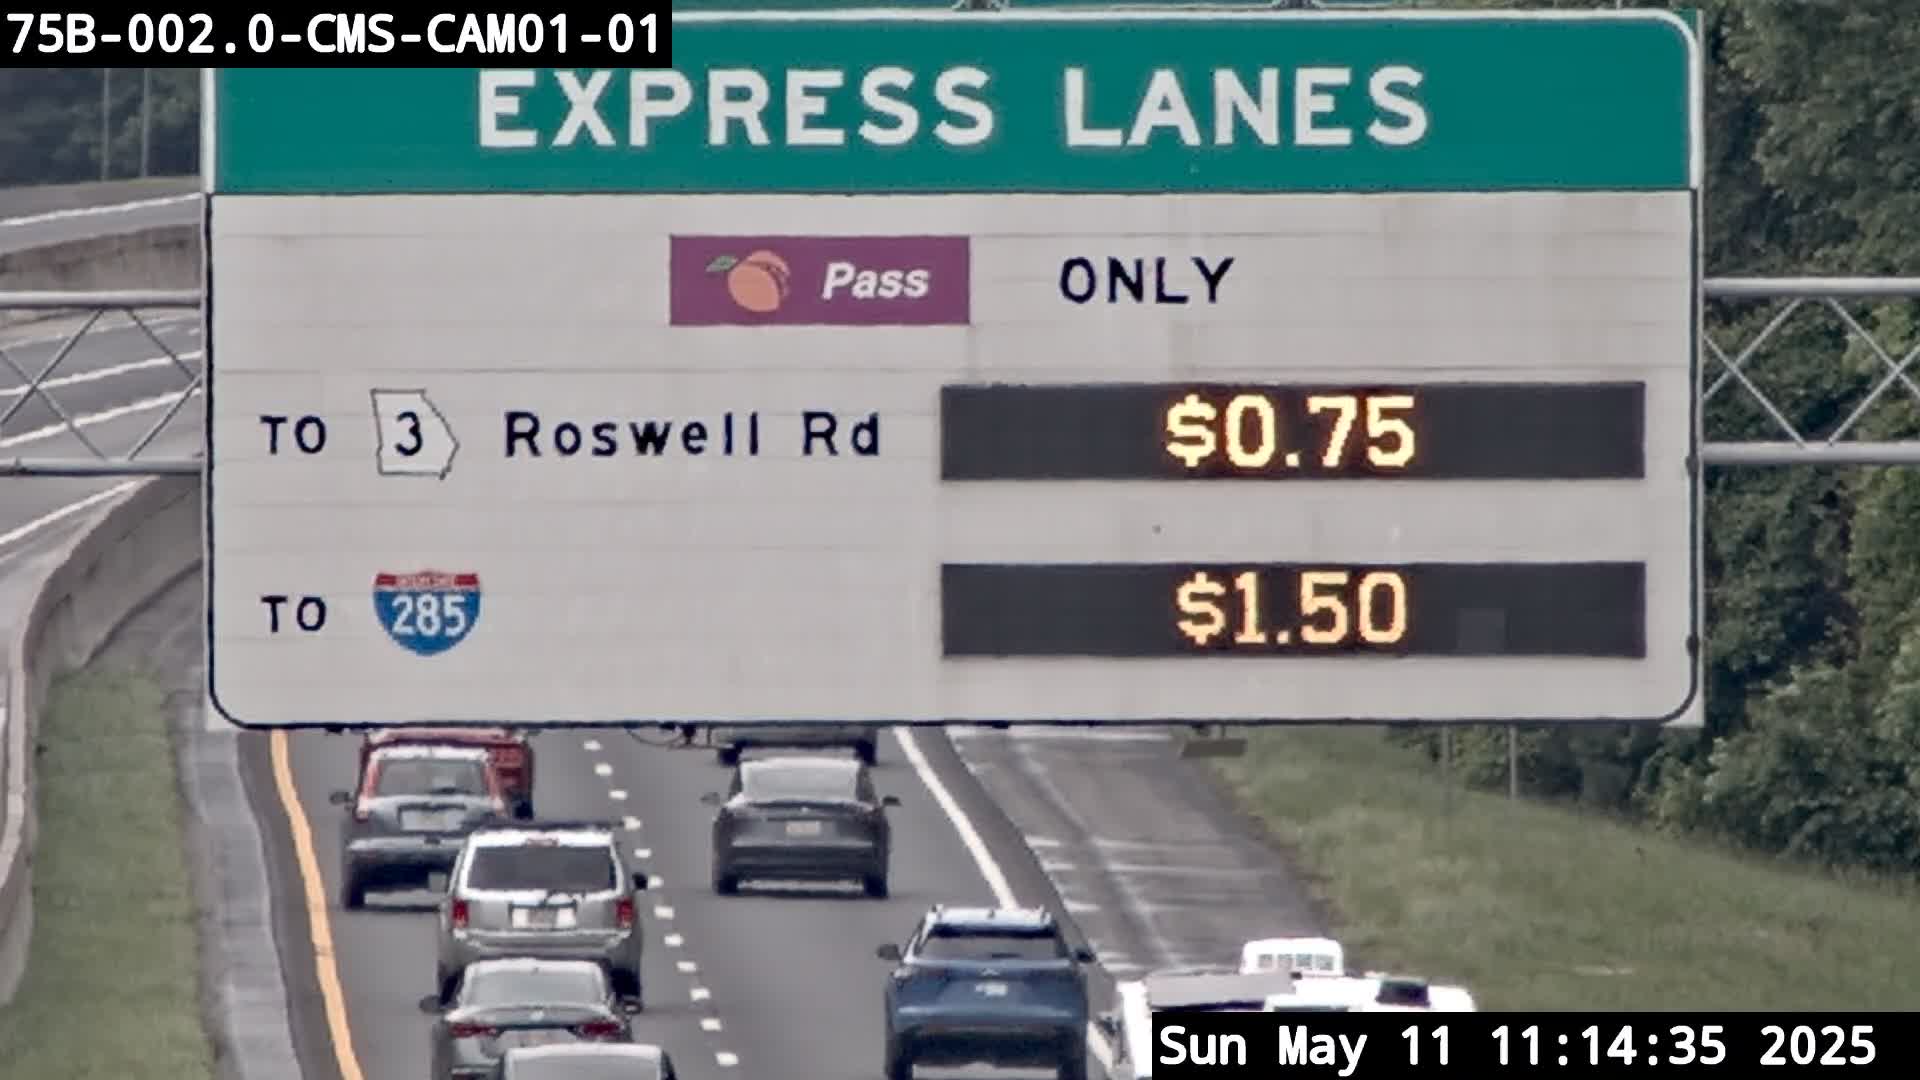 75B-002.0-CMS-CAM01-01
EXPRESS LANES
Pass ONLY
TO 3 Roswell Rd $0.75
TO INTERSTATE 285 $1.50
Sun May 11 11:14:35 2025